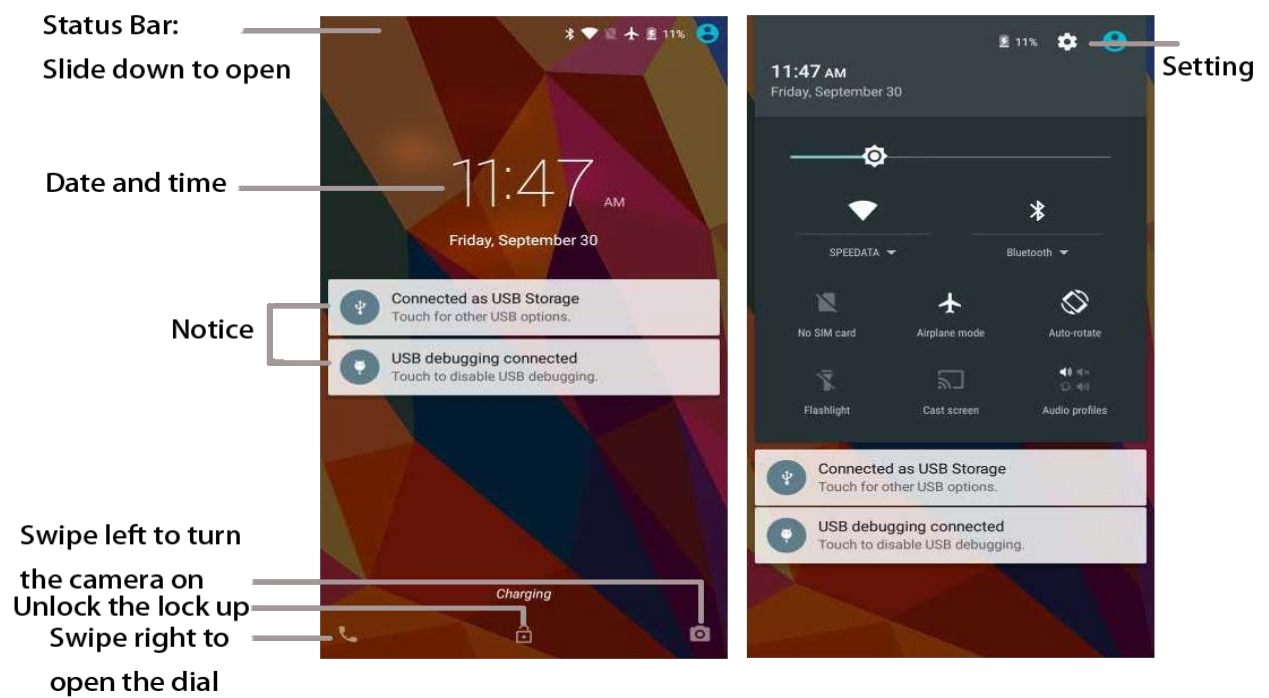 Status Bar:
Slide down to open
Date and time
Notice
Swipe left to turn
the camera on
Unlock the lock up
Swipe right to
open the dial
11%
11:47 AM
Friday, September 30
Connected as USB Storage
Touch for other USB options.
USB debugging connected
Touch to disable USB debugging.
Charging
11%
Setting
11:47 AM
Friday, September 30
SPEEDATA
Bluetooth
No SIM card
Airplane mode
Auto-rotate
Flashlight
Cast screen
Audio profiles
Connected as USB Storage
Touch for other USB options.
USB debugging connected
Touch to disable USB debugging.